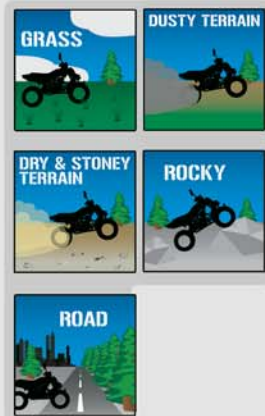 GRASS
DUSTY TERRAIN
DRY & STONEY
TERRAIN
ROCKY
ROAD